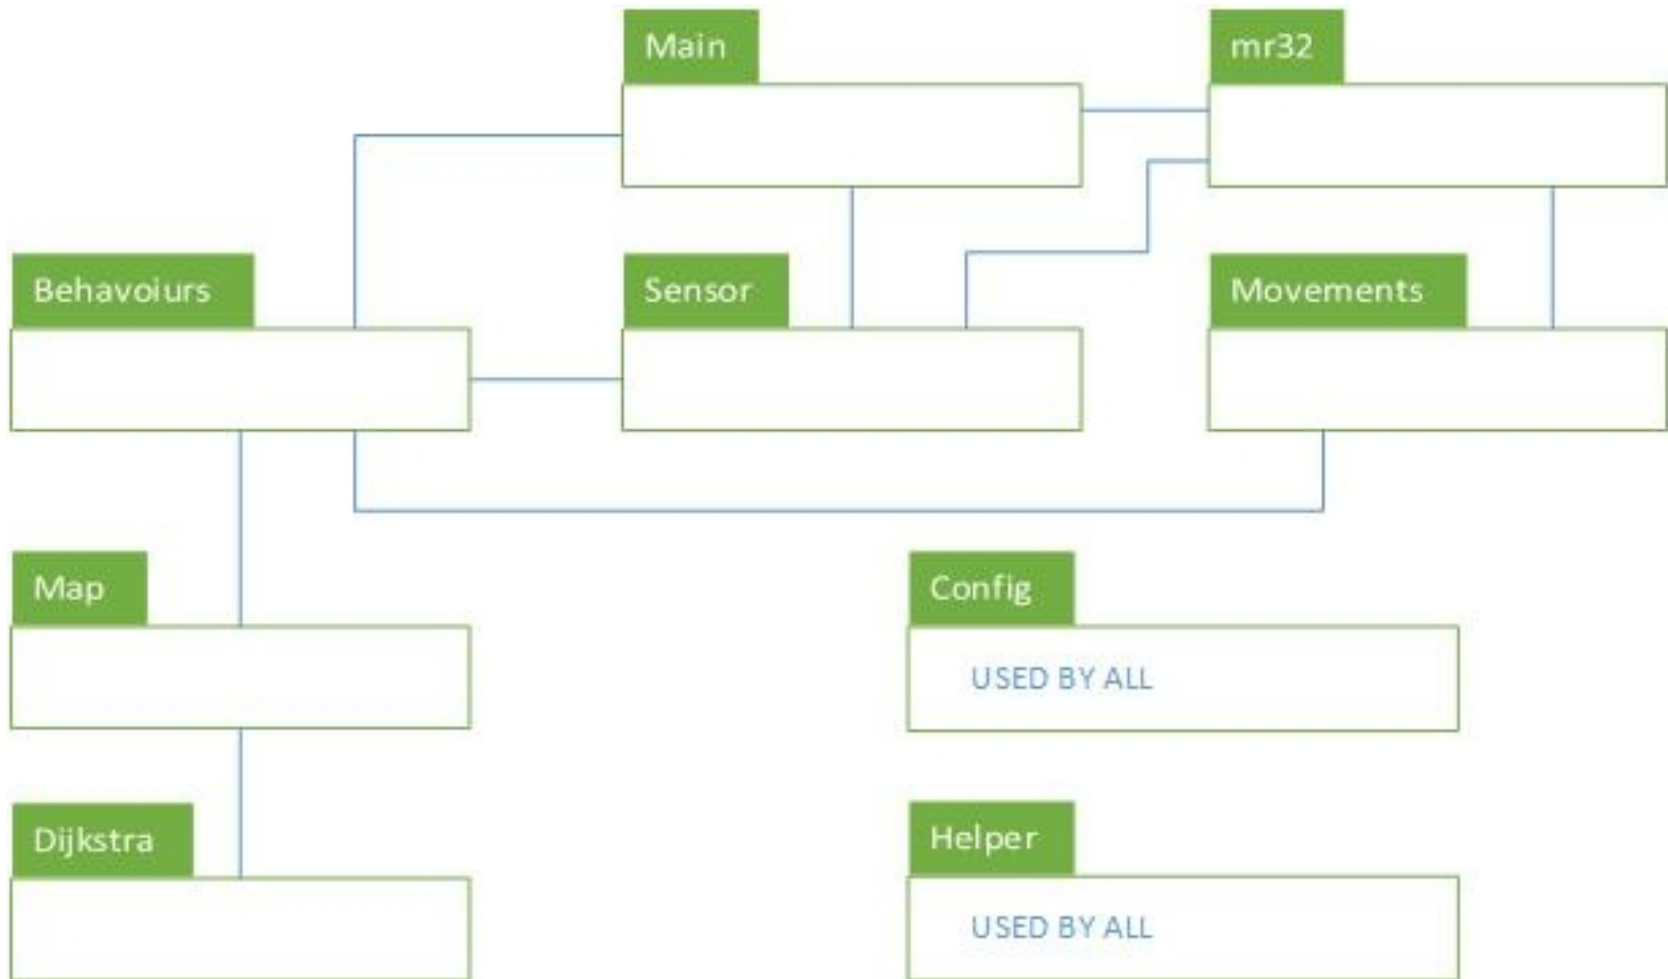 Main
mr32
Behavoiurs
Sensor
Movements
Map
Config
USED BY ALL
Dijkstra
Helper
USED BY ALL